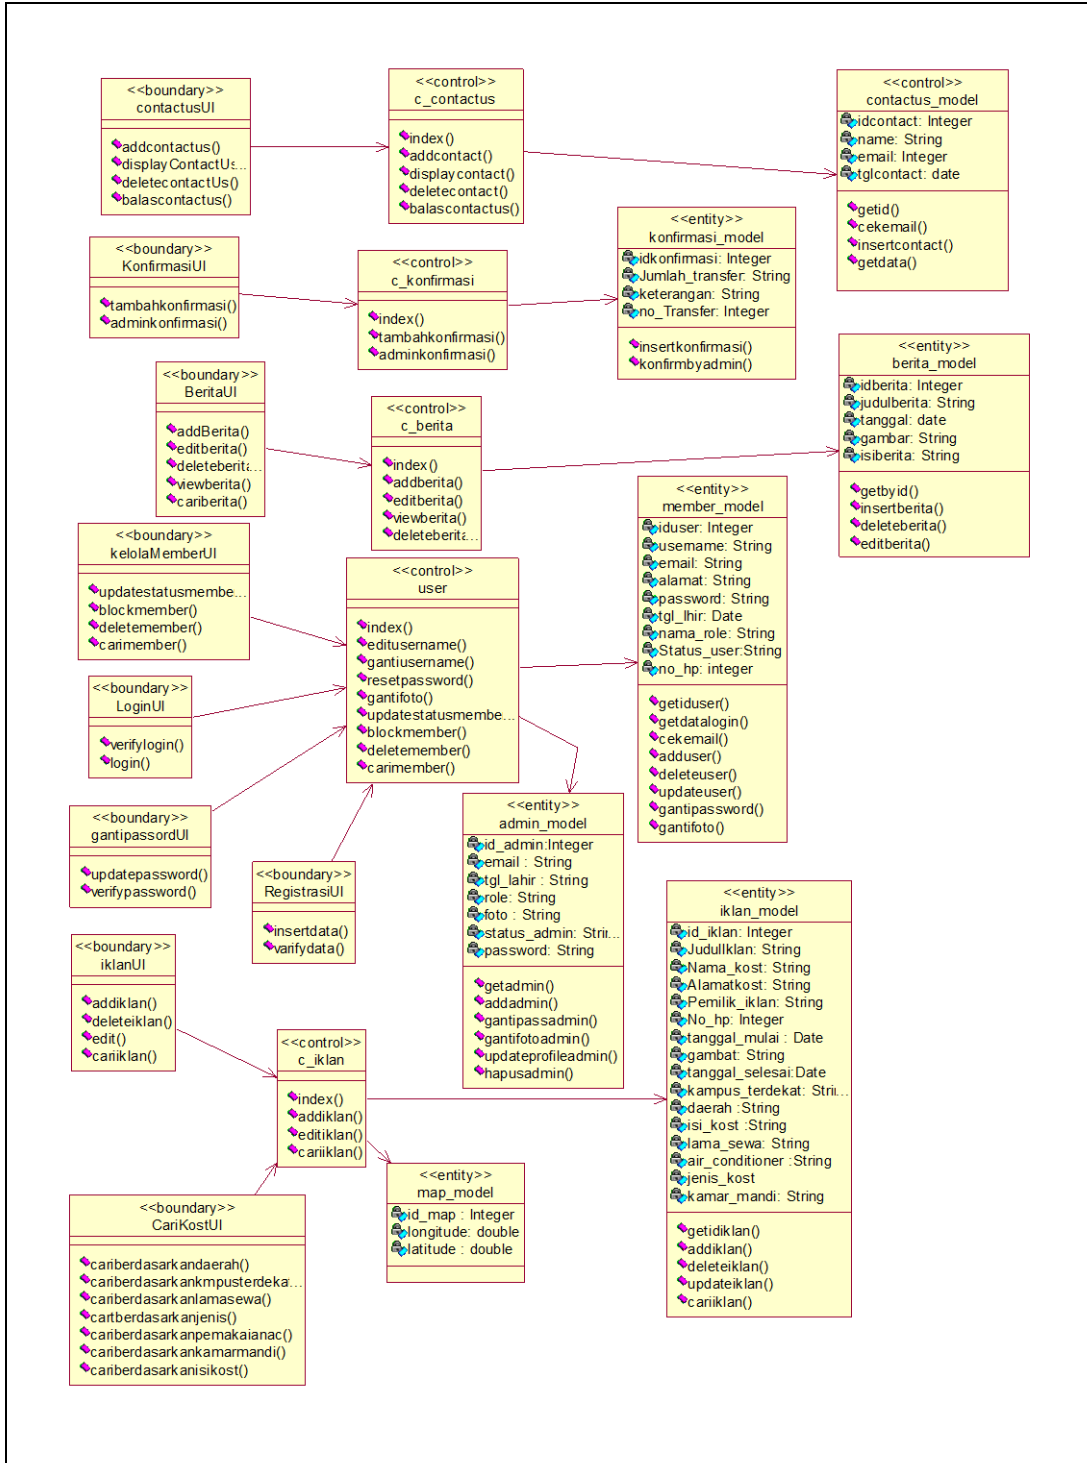 <<boundary>>
contactusUI
addcontactus()
displayContactUs...
deletecontactUs()
balascontactus()
<<control>>
c_contactus
index()
addcontact()
displaycontact()
deletecontact()
balascontactus()
<<control>>
contactus_model
idcontact: Integer
name: String
email: Integer
tglcontact: date
getid()
cekemail()
insertcontact()
getdata()
<<boundary>>
KonfirmasiUI
tambahkonfirmasi()
adminkonfirmasi()
<<control>>
c_konfirmasi
index()
tambahkonfirmasi()
adminkonfirmasi()
<<entity>>
konfirmasi_model
idkonfirmasi: Integer
Jumlah_transfer: String
keterangan: String
no_Transfer: Integer
insertkonfirmasi()
konfirmbyadmin()
<<boundary>>
BeritaUI
addBerita()
editberita()
deleteberita...
viewberita()
cariberita()
<<control>>
c_berita
index()
addberita()
editberita()
viewberita()
deleteberita...
<<entity>>
berita_model
idberita: Integer
judulberita: String
tanggal: date
gambar: String
isiberita: String
getbyid()
insertberita()
deleteberita()
editberita()
<<boundary>>
kelolaMemberUI
updatestatusmembe...
blockmember()
deletemember()
carimember()
<<control>>
user
index()
editusername()
gantiusername()
resetpassword()
gantifoto()
updatestatusmembe...
blockmember()
deletemember()
carimember()
<<entity>>
member_model
iduser: Integer
username: String
email: String
alamat: String
password: String
tgl_lhir: Date
nama_role: String
Status_user:String
no_hp: integer
getiduser()
getdatalogin()
cekemail()
adduser()
deleteuser()
updateuser()
gantipassword()
gantifoto()
<<boundary>>
LoginUI
verifylogin()
login()
<<boundary>>
gantipassordUI
updatepassword()
verifypassword()
<<boundary>>
RegistrasiUI
insertdata()
varifydata()
<<entity>>
admin_model
id_admin:Integer
email : String
tgl_lahir : String
role: String
foto : String
status_admin: Strin...
password: String
getadmin()
addadmin()
gantipassadmin()
gantifotoadmin()
updateprofileadmin()
hapusadmin()
<<boundary>>
iklanUI
addiklan()
deleteiklan()
edit()
cariiklan()
<<control>>
c_iklan
index()
addiklan()
editiklan()
cariiklan()
<<entity>>
iklan_model
id_iklan: Integer
JudulIklan: String
Nama_kost: String
Alamatkost: String
Pemilik_iklan: String
No_hp: Integer
tanggal_mulai : Date
gambat: String
tanggal_selesai:Date
kampus_terdekat: Strin...
daerah :String
isi_kost :String
lama_sewa: String
air_conditioner :String
jenis_kost
kamar_mandi: String
getidiklan()
addiklan()
deleteiklan()
updateiklan()
cariiklan()
<<boundary>>
CariKostUI
cariberdasarkandaerah()
cariberdasarkankmpusterdeka...
cariberdasarkanlamasewa()
cartberdasarkanjenis()
cariberdasarkanpemakaianac()
cariberdasarkankamarmandi()
cariberdasarkanisikost()
<<entity>>
map_model
id_map : Integer
longitude: double
latitude : double